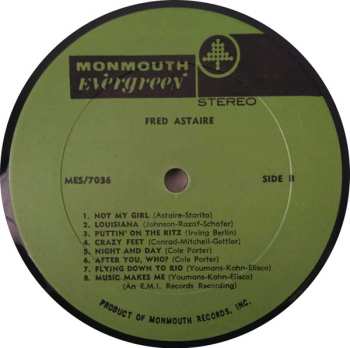 MONMOUTH
Evergreen
STEREO
FRED ASTAIRE
MES/7036
SIDE II
1. NOT MY GIRL (Astaire-Starita)
2. LOUISIANA (Johnson-Razaf-Schafer)
3. PUTTIN' ON THE RITZ (Irving Berlin)
4. CRAZY FEET (Conrad-Mitchell-Gottler)
5. NIGHT AND DAY (Cole Porter)
6. AFTER YOU, WHO? (Cole Porter)
7. FLYING DOWN TO RIO (Youmans-Kahn-Elisco)
8. MUSIC MAKES ME (Youmans-Kahn-Elisco)
(An E.M.I. Records Recording)
PRODUCT OF MONMOUTH RECORDS, INC.